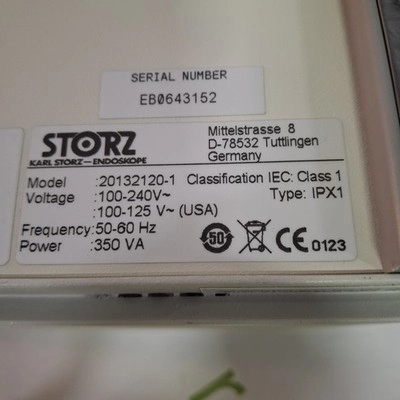 SERIAL NUMBER
EB0643152
STORZ
KARL STORZ—ENDOSKOPE
Mittelstrasse 8
D-78532 Tuttlingen
Germany
Model :20132120-1 Classification IEC: Class 1
Voltage :100-240V~ Type: IPX1
:100-125 V~ (USA)
Frequency:50-60 Hz
Power :350 VA
50
CE 0123